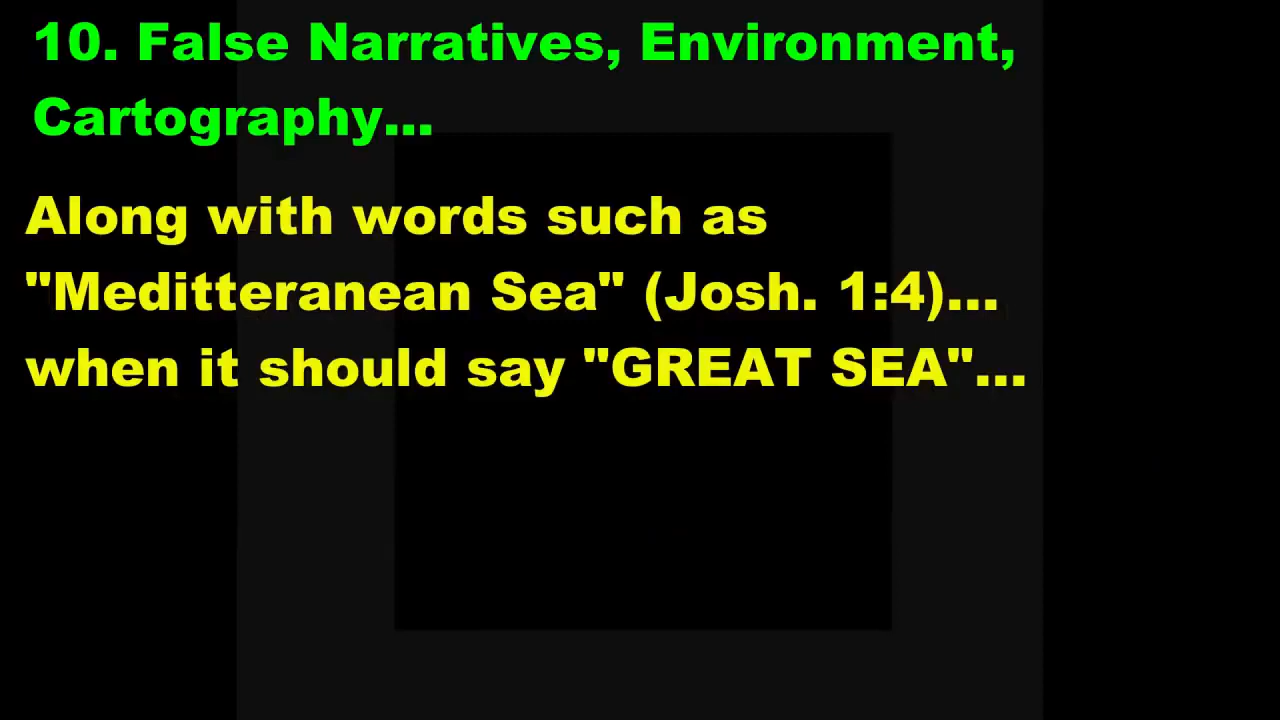 10. False Narratives, Environment,
Cartography...
Along with words such as
"Meditteranean Sea" (Josh. 1:4)...
when it should say "GREAT SEA"...